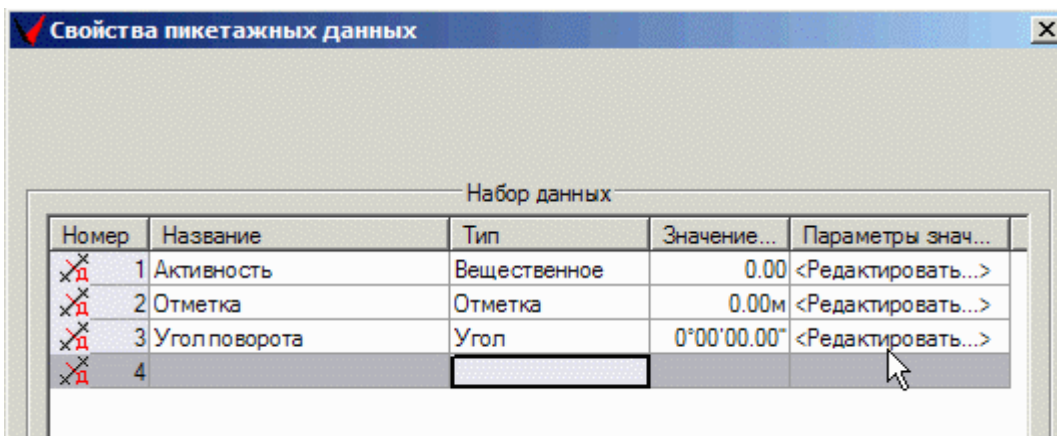 Свойства пикетажных данных
Набор данных
Номер Название Тип Значение... Параметры знач...
1 Активность Вещественное 0.00 <Редактировать...>
2 Отметка Отметка 0.00м <Редактировать...>
3 Угол поворота Угол 0°00'00.00" <Редактировать...>
4